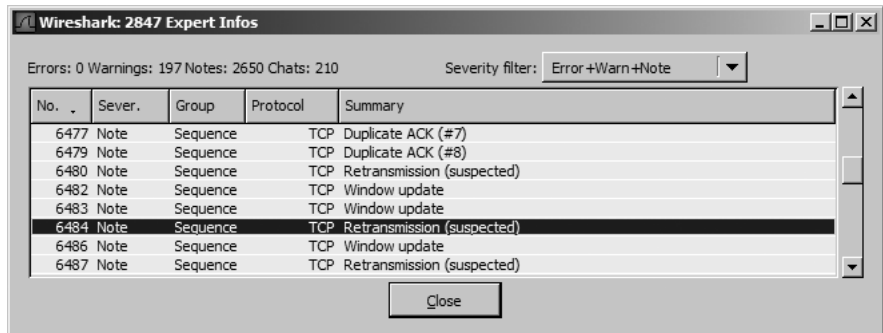 Wireshark: 2847 Expert Infos
Errors: 0 Warnings: 197 Notes: 2650 Chats: 210 Severity filter: Error+Warn+Note
No. Sever. Group Protocol Summary
6477 Note Sequence TCP Duplicate ACK (#7)
6479 Note Sequence TCP Duplicate ACK (#8)
6480 Note Sequence TCP Retransmission (suspected)
6482 Note Sequence TCP Window update
6483 Note Sequence TCP Window update
6484 Note Sequence TCP Retransmission (suspected)
6486 Note Sequence TCP Window update
6487 Note Sequence TCP Retransmission (suspected)
Close